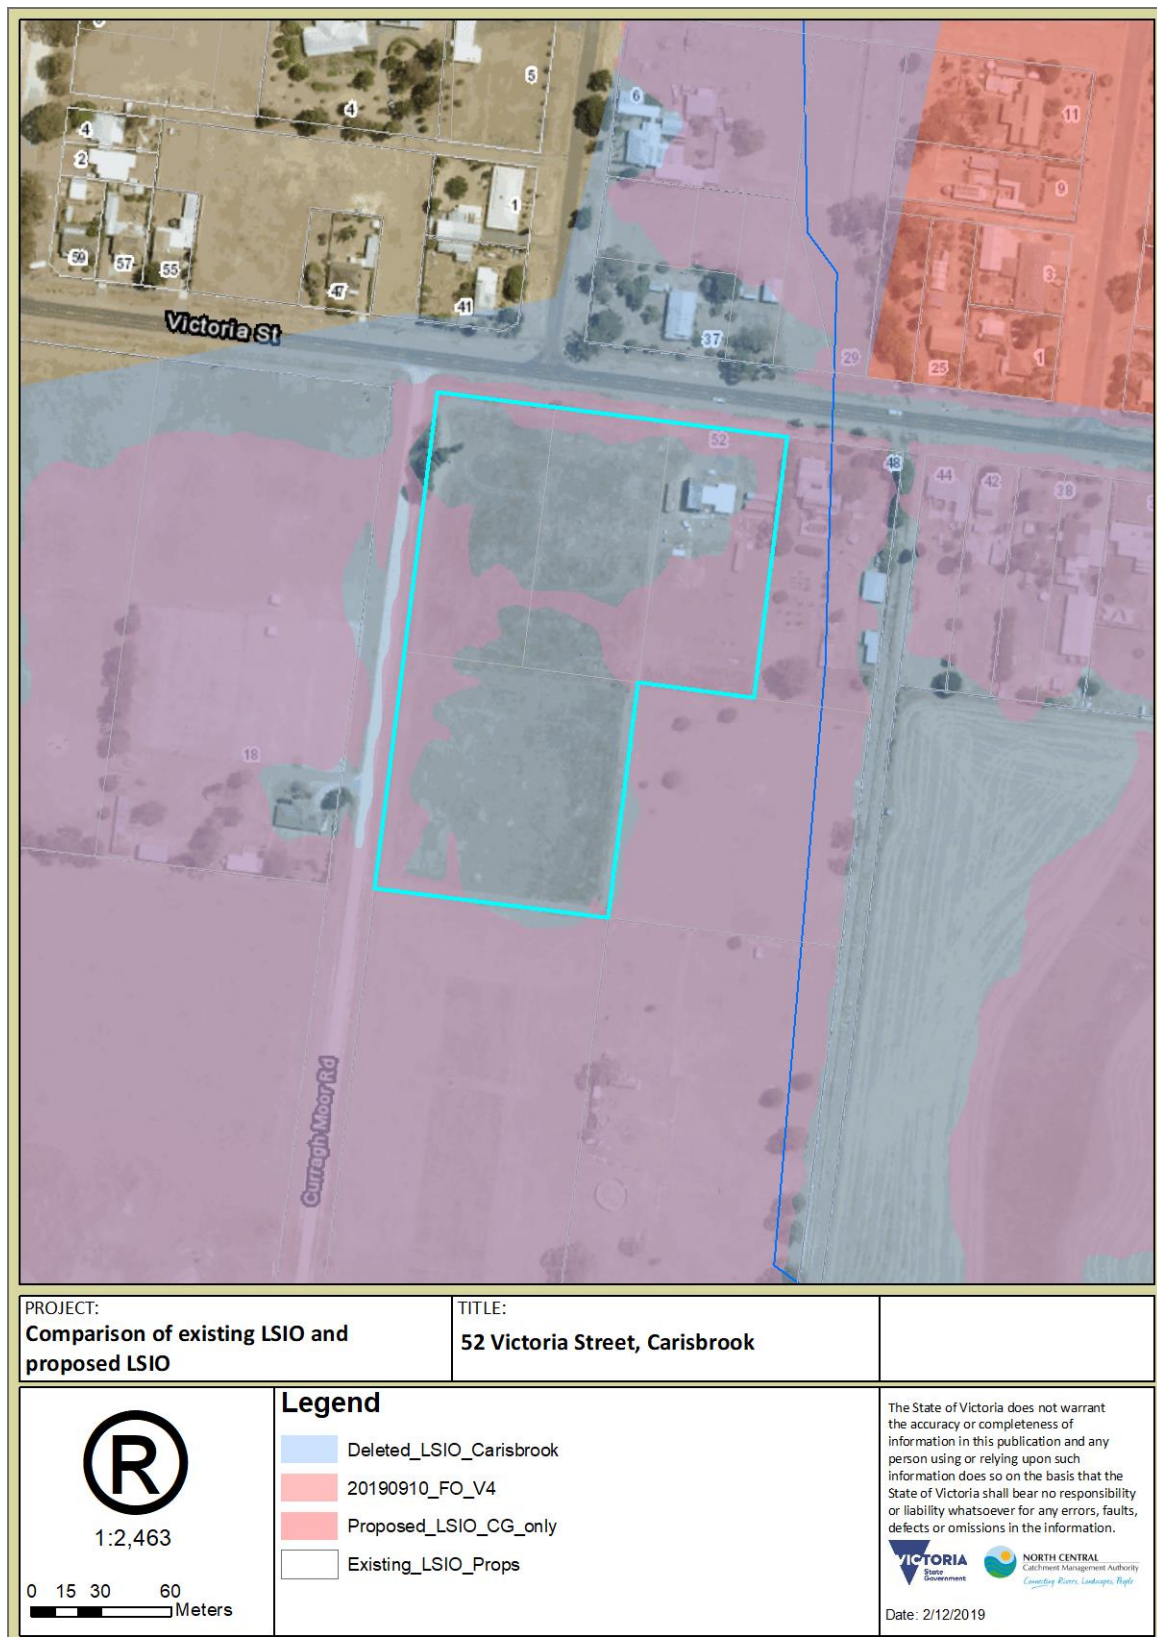 5
4
6
11
4
2
9
1
59
57
55
47
41
3
Victoria St
37
29
25
1
52
48
44
42
38
18
Curragh Moor Rd
PROJECT:
Comparison of existing LSIO and
proposed LSIO
TITLE:
52 Victoria Street, Carisbrook
R
1:2,463
0 15 30 60
Meters
Legend
Deleted_LSIO_Carisbrook
20190910_FO_V4
Proposed_LSIO_CG_only
Existing_LSIO_Props
The State of Victoria does not warrant
the accuracy or completeness of
information in this publication and any
person using or relying upon such
information does so on the basis that the
State of Victoria shall bear no responsibility
or liability whatsoever for any errors, faults,
defects or omissions in the information.
VICTORIA
State
Government
NORTH CENTRAL
Catchment Management Authority
Connecting Rivers, Landscapes, People
Date: 2/12/2019